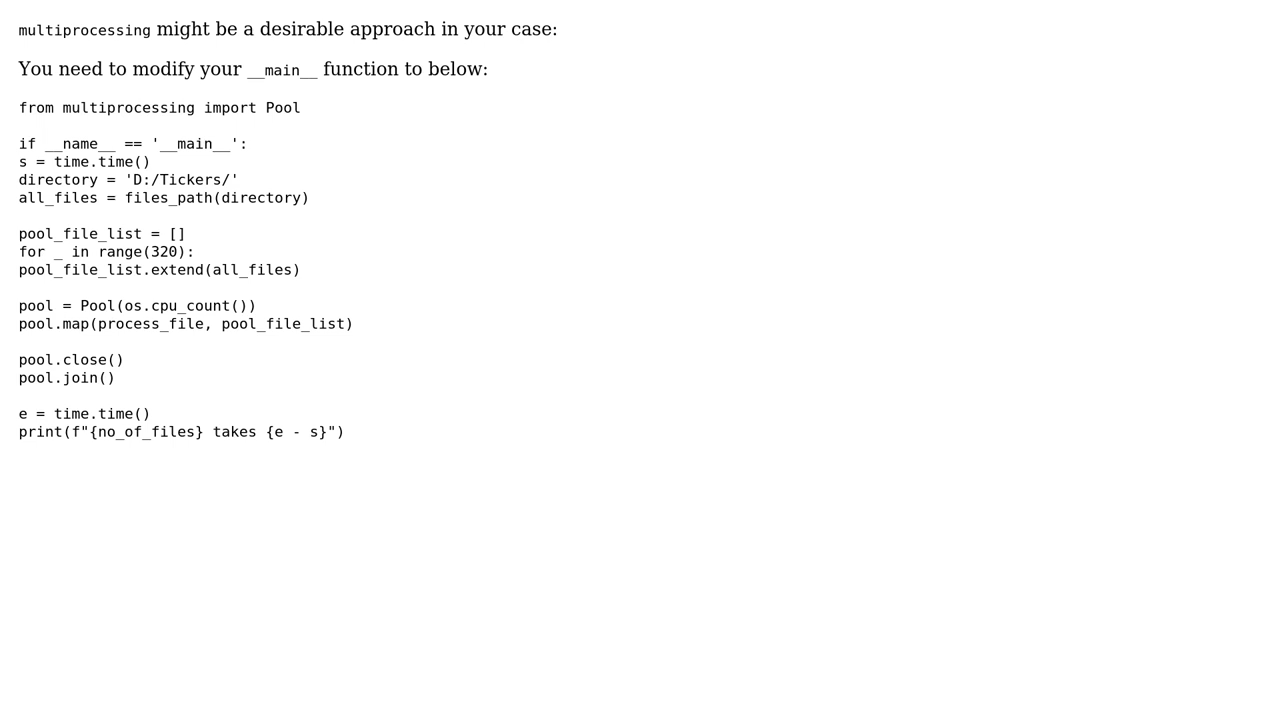 multiprocessing might be a desirable approach in your case:
You need to modify your __main__ function to below:
from multiprocessing import Pool
if __name__ == '__main__':
s = time.time()
directory = 'D:/Tickers/'
all_files = files_path(directory)
pool_file_list = []
for _ in range(320):
pool_file_list.extend(all_files)
pool = Pool(os.cpu_count())
pool.map(process_file, pool_file_list)
pool.close()
pool.join()
e = time.time()
print(f"{no_of_files} takes {e - s}")